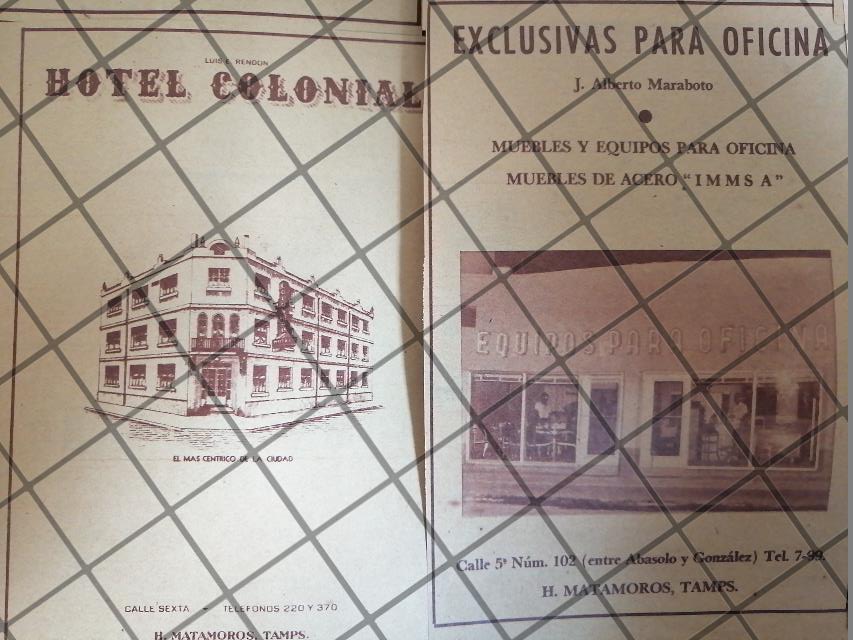 LUIS E. RENDON
HOTEL COLONIAL
EL MAS CENTRICO DE LA CIUDAD
CALLE SEXTA - TELEFONOS 220 Y 370
H. MATAMOROS, TAMPS.
EXCLUSIVAS PARA OFICINA
J. Alberto Maraboto
MUEBLES Y EQUIPOS PARA OFICINA
MUEBLES DE ACERO "IMMSA"
EQUIPOS PARA OFICINA
Calle 5ª Núm. 102 (entre Abasolo y González) Tel. 7-99.
H. MATAMOROS, TAMPS.